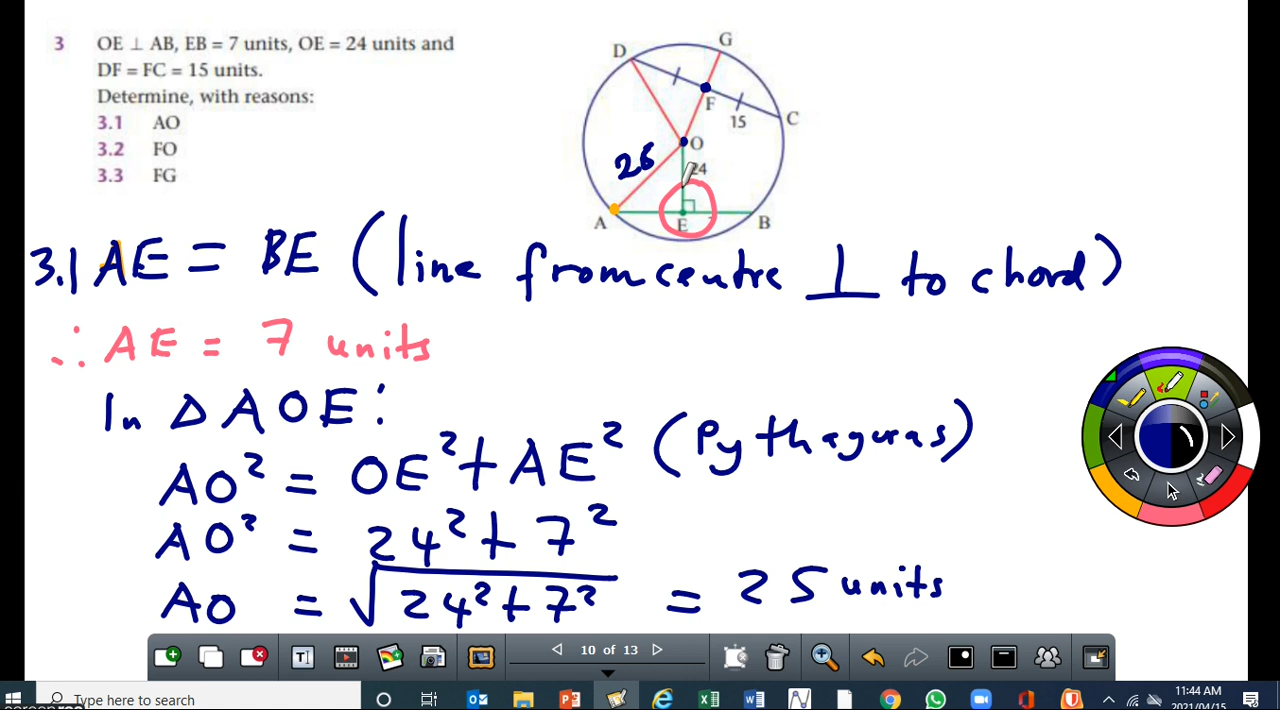 3 OE ⊥ AB, EB = 7 units, OE = 24 units and
DF = FC = 15 units.
Determine, with reasons:
3.1 AO
3.2 FO
3.3 FG
G
D
F
15
C
O
24
A
E
B
3.1 AE = BE (line from centre ⊥ to chord)
∴ AE = 7 units
In △ AOE:
AO² = OE² + AE² (Pythagoras)
AO² = 24² + 7²
AO = √24² + 7² = 25 units
10 of 13
Type here to search
11:44 AM
2021/04/15